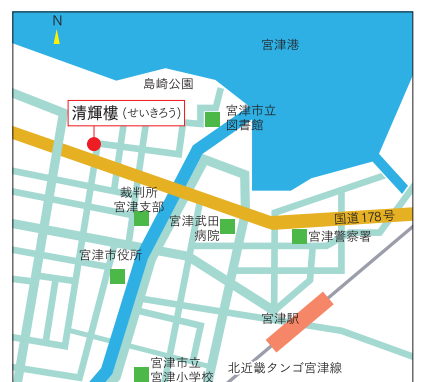 N
宮津港
島崎公園
清輝樓（せいきろう）
宮津市立
図書館
裁判所
宮津支部
宮津武田
病院
国道178号
宮津警察署
宮津市役所
宮津駅
宮津市立
宮津小学校
北近畿タンゴ宮津線